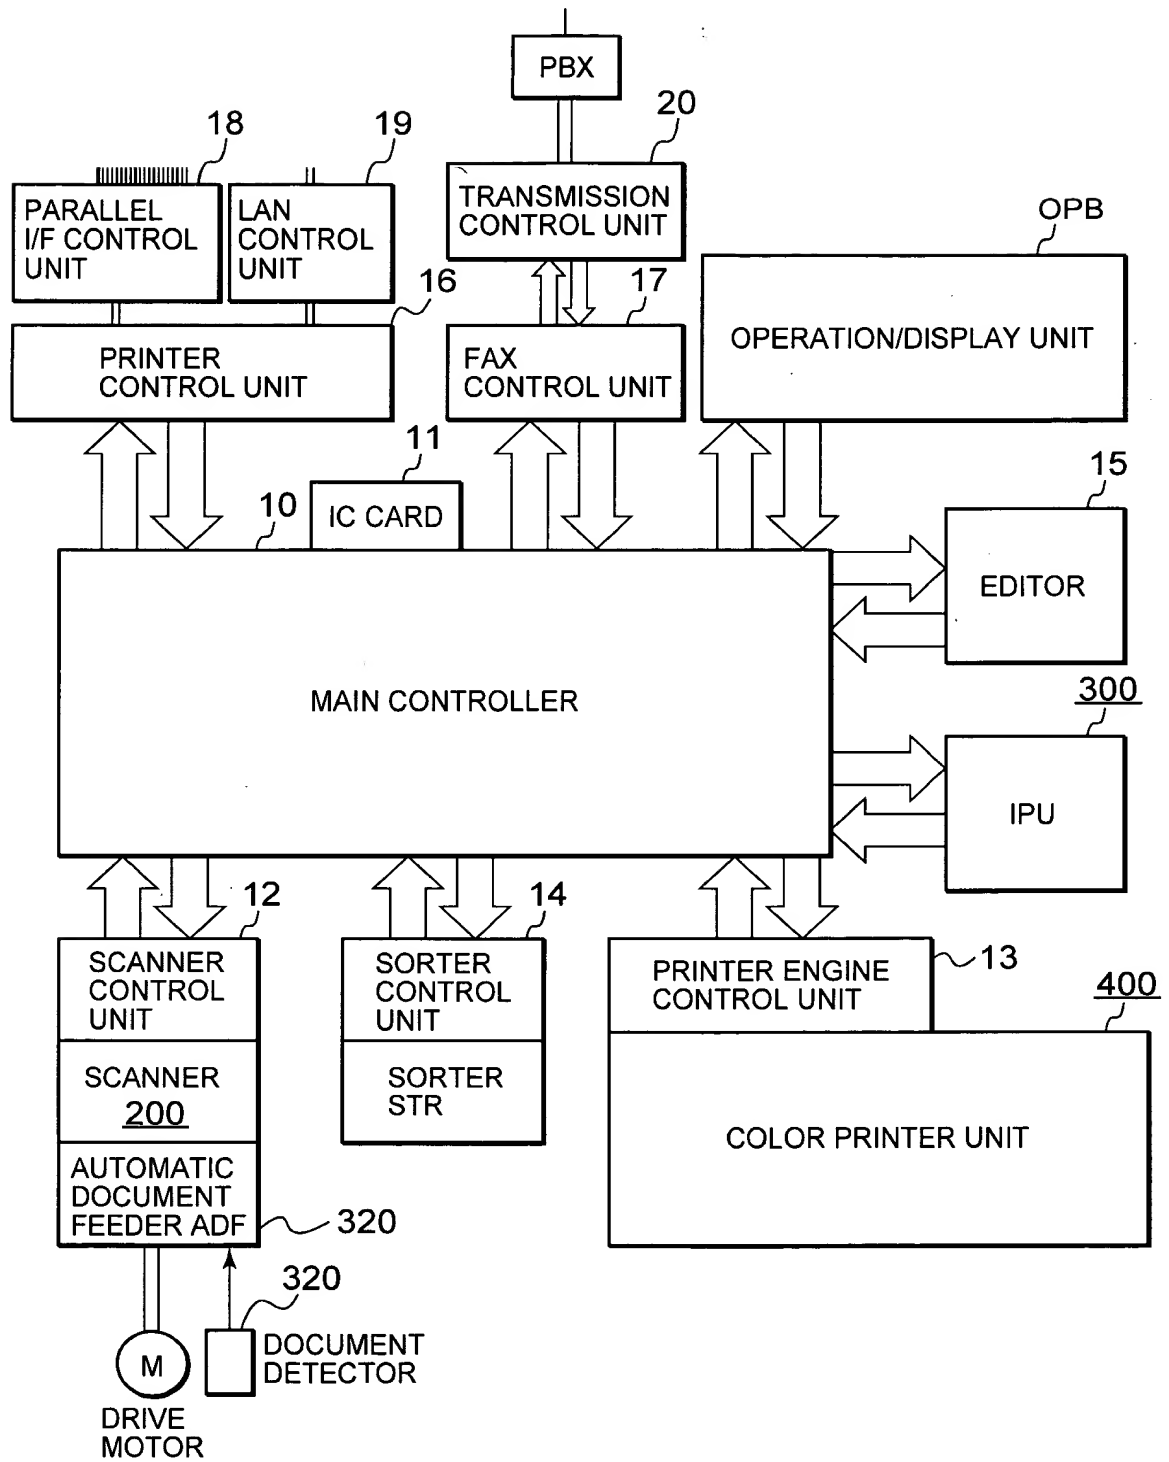 PBX
20
18
19
TRANSMISSION
CONTROL UNIT
PARALLEL
I/F CONTROL
UNIT
LAN
CONTROL
UNIT
OPB
16
17
PRINTER
CONTROL UNIT
FAX
CONTROL UNIT
OPERATION/DISPLAY UNIT
11
IC CARD
10
15
EDITOR
MAIN CONTROLLER
300
IPU
12
14
13
SCANNER
CONTROL
UNIT
SORTER
CONTROL
UNIT
PRINTER ENGINE
CONTROL UNIT
400
SCANNER
200
SORTER
STR
COLOR PRINTER UNIT
AUTOMATIC
DOCUMENT
FEEDER ADF
320
320
M
DOCUMENT
DETECTOR
DRIVE
MOTOR